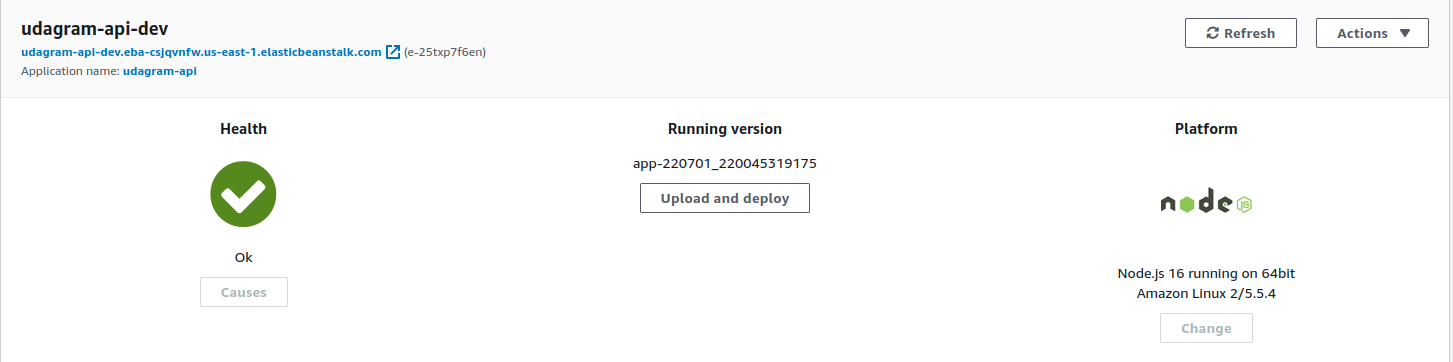 udagram-api-dev
udagram-api-dev.eba-csjqvnfw.us-east-1.elasticbeanstalk.com (e-25txp7f6en)
Application name: udagram-api
Refresh
Actions
Health
Ok
Causes
Running version
app-220701_220045319175
Upload and deploy
Platform
node
JS
Node.js 16 running on 64bit
Amazon Linux 2/5.5.4
Change